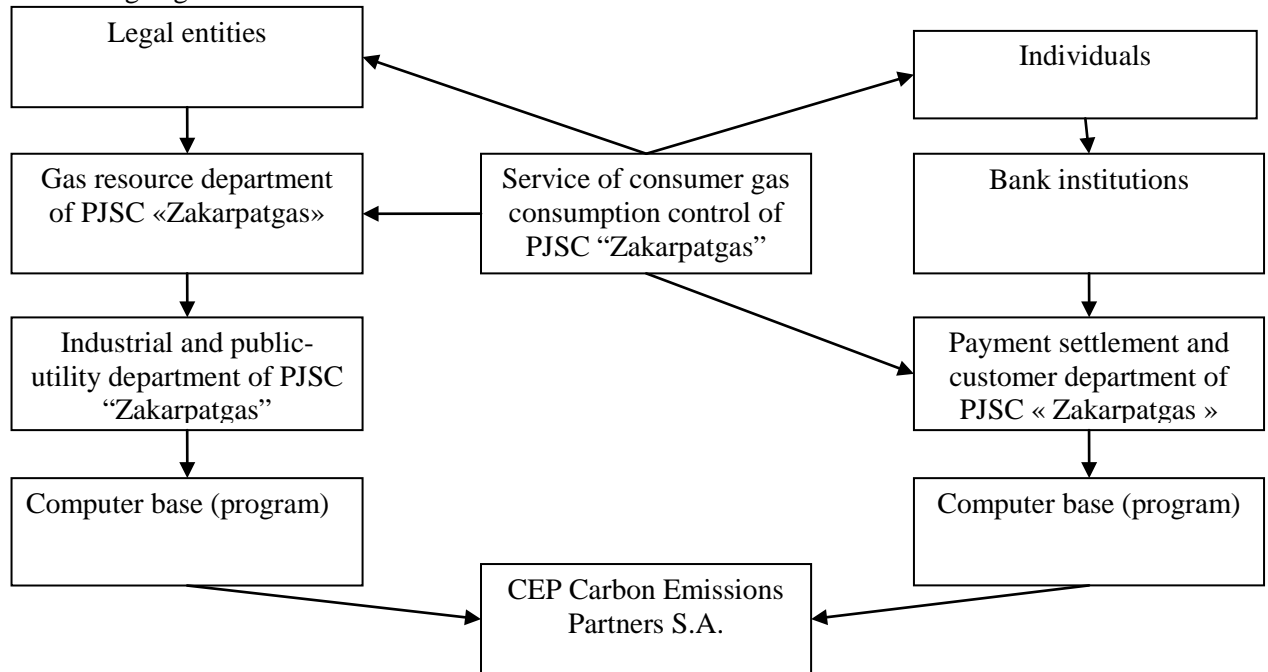 Legal entities
Individuals
Gas resource department
of PJSC «Zakarpatgas»
Service of consumer gas
consumption control of
PJSC “Zakarpatgas”
Bank institutions
Industrial and public-
utility department of PJSC
“Zakarpatgas”
Payment settlement and
customer department of
PJSC « Zakarpatgas »
Computer base (program)
Computer base (program)
CEP Carbon Emissions
Partners S.A.